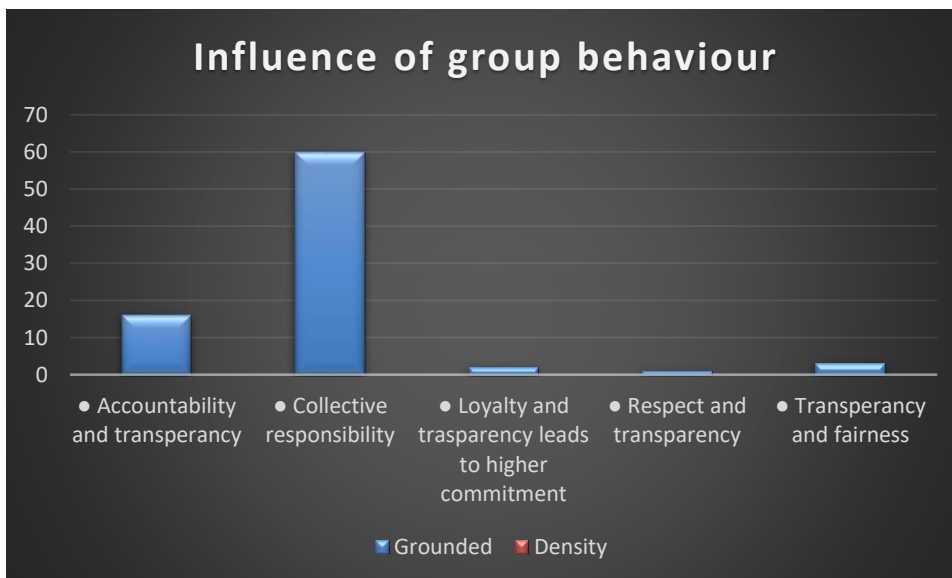 Influence of group behaviour
70
60
50
40
30
20
10
0
● Accountability
and transperancy
● Collective
responsibility
● Loyalty and
trasparency leads
to higher
commitment
● Respect and
transparency
● Transperancy
and fairness
Grounded
Density